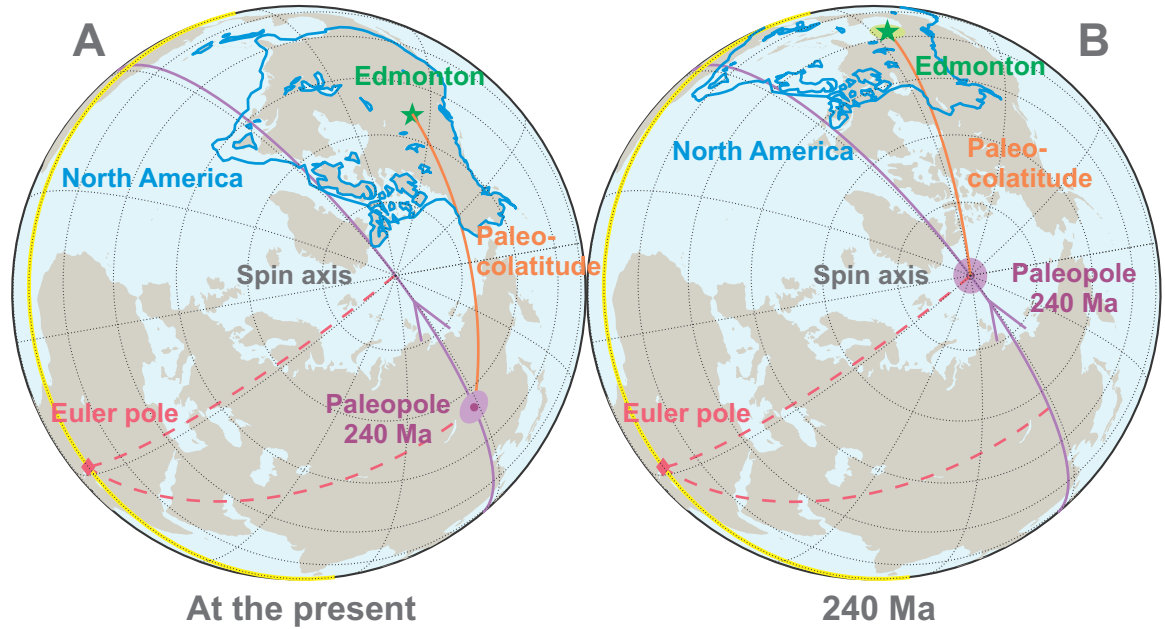 A
Edmonton
North America
Paleo-
colatitude
Spin axis
Euler pole
Paleopole
240 Ma
At the present
B
Edmonton
North America
Paleo-
colatitude
Spin axis
Paleopole
240 Ma
Euler pole
240 Ma